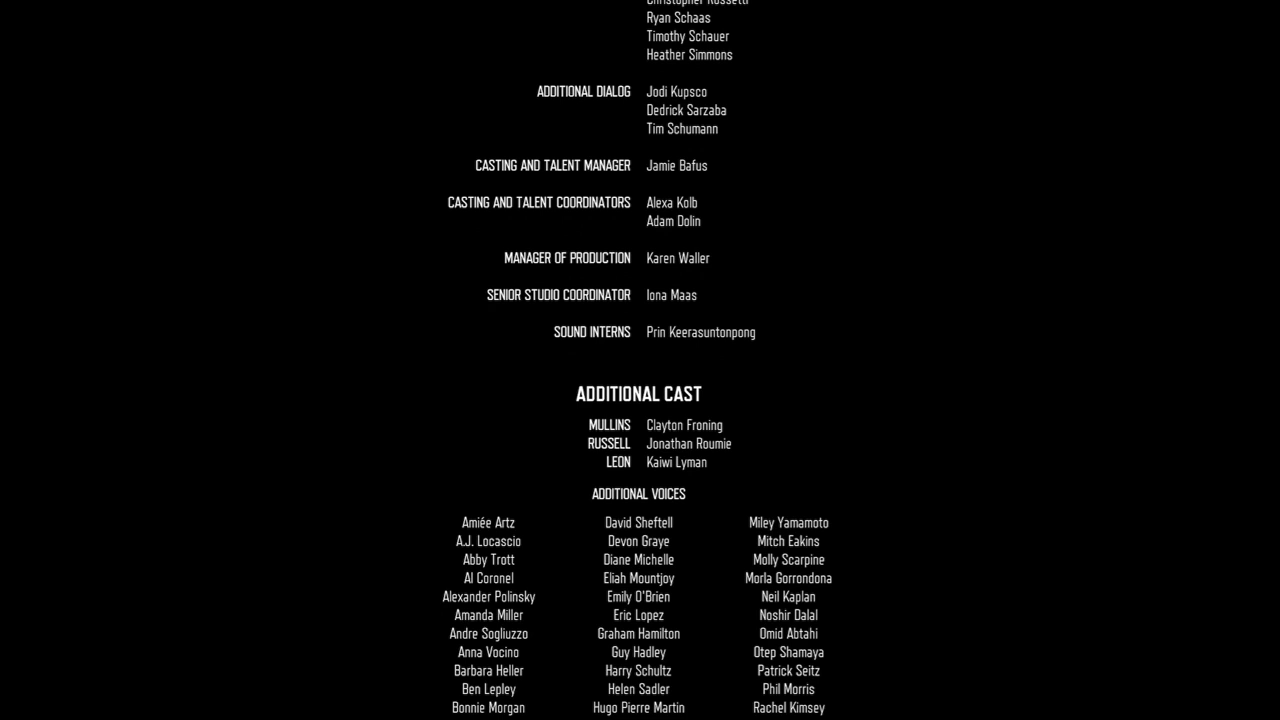 Christopher Rossetti
Ryan Schaas
Timothy Schauer
Heather Simmons
ADDITIONAL DIALOG Jodi Kupsco
Dedrick Sarzaba
Tim Schumann
CASTING AND TALENT MANAGER Jamie Bafus
CASTING AND TALENT COORDINATORS Alexa Kolb
Adam Dolin
MANAGER OF PRODUCTION Karen Waller
SENIOR STUDIO COORDINATOR Iona Maas
SOUND INTERNS Prin Keerasuntonpong
ADDITIONAL CAST
MULLINS Clayton Froning
RUSSELL Jonathan Roumie
LEON Kaiwi Lyman
ADDITIONAL VOICES
Amiée Artz David Sheftell Miley Yamamoto
A.J. Locascio Devon Graye Mitch Eakins
Abby Trott Diane Michelle Molly Scarpine
Al Coronel Eliah Mountjoy Morla Gorrondona
Alexander Polinsky Emily O'Brien Neil Kaplan
Amanda Miller Eric Lopez Noshir Dalal
Andre Sogliuzzo Graham Hamilton Omid Abtahi
Anna Vocino Guy Hadley Otep Shamaya
Barbara Heller Harry Schultz Patrick Seitz
Ben Lepley Helen Sadler Phil Morris
Bonnie Morgan Hugo Pierre Martin Rachel Kimsey